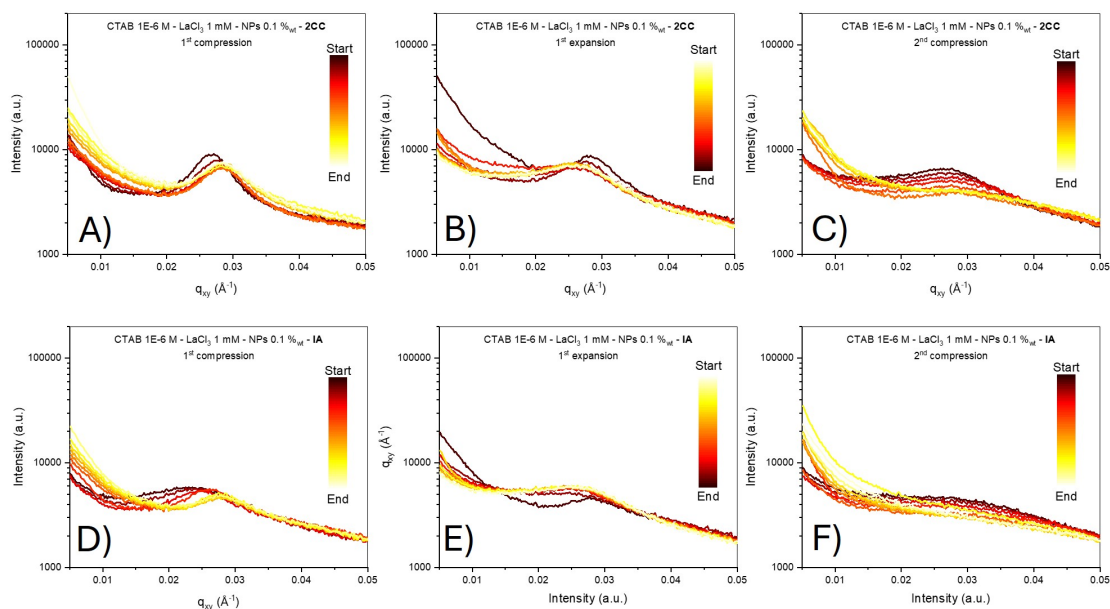 CTAB 1E-6 M - LaCl₃ 1 mM - NPs 0.1 %wt - 2CC
1st compression
Start
End
100000
10000
1000
Intensity (a.u.)
A)
0.01 0.02 0.03 0.04 0.05
qxy (Å-1)
CTAB 1E-6 M - LaCl₃ 1 mM - NPs 0.1 %wt - 2CC
1st expansion
Start
End
100000
10000
1000
Intensity (a.u.)
B)
0.01 0.02 0.03 0.04 0.05
qxy (Å-1)
CTAB 1E-6 M - LaCl₃ 1 mM - NPs 0.1 %wt - 2CC
2nd compression
Start
End
100000
10000
1000
Intensity (a.u.)
C)
0.01 0.02 0.03 0.04 0.05
qxy (Å-1)
CTAB 1E-6 M - LaCl₃ 1 mM - NPs 0.1 %wt - IA
1st compression
Start
End
100000
10000
1000
Intensity (a.u.)
D)
0.01 0.02 0.03 0.04 0.05
qxy (Å-1)
CTAB 1E-6 M - LaCl₃ 1 mM - NPs 0.1 %wt - IA
1st expansion
Start
End
100000
10000
1000
qxy (Å-1)
E)
0.01 0.02 0.03 0.04 0.05
Intensity (a.u.)
CTAB 1E-6 M - LaCl₃ 1 mM - NPs 0.1 %wt - IA
2nd compression
Start
End
100000
10000
1000
Intensity (a.u.)
F)
0.01 0.02 0.03 0.04 0.05
Intensity (a.u.)